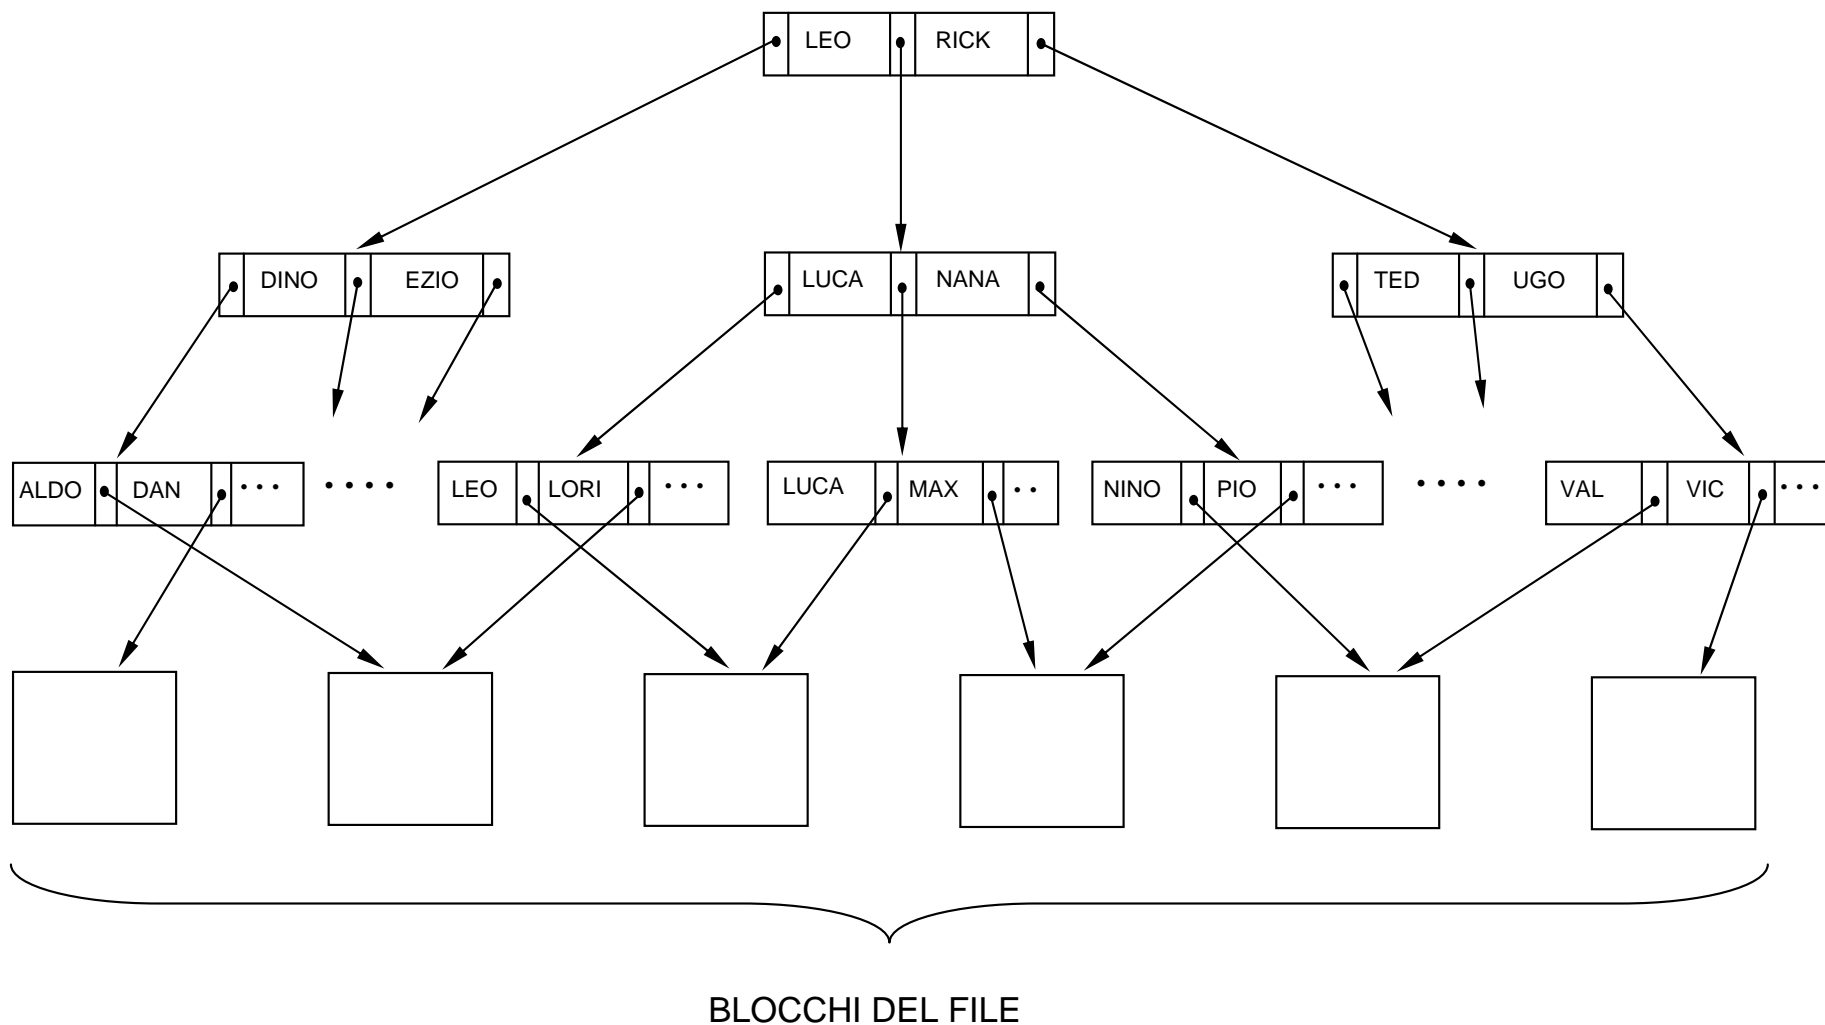 LEO RICK
DINO EZIO
LUCA NANA
TED UGO
ALDO DAN ... ....
LEO LORI ...
LUCA MAX ..
NINO PIO ... ....
VAL VIC ...
BLOCCHI DEL FILE